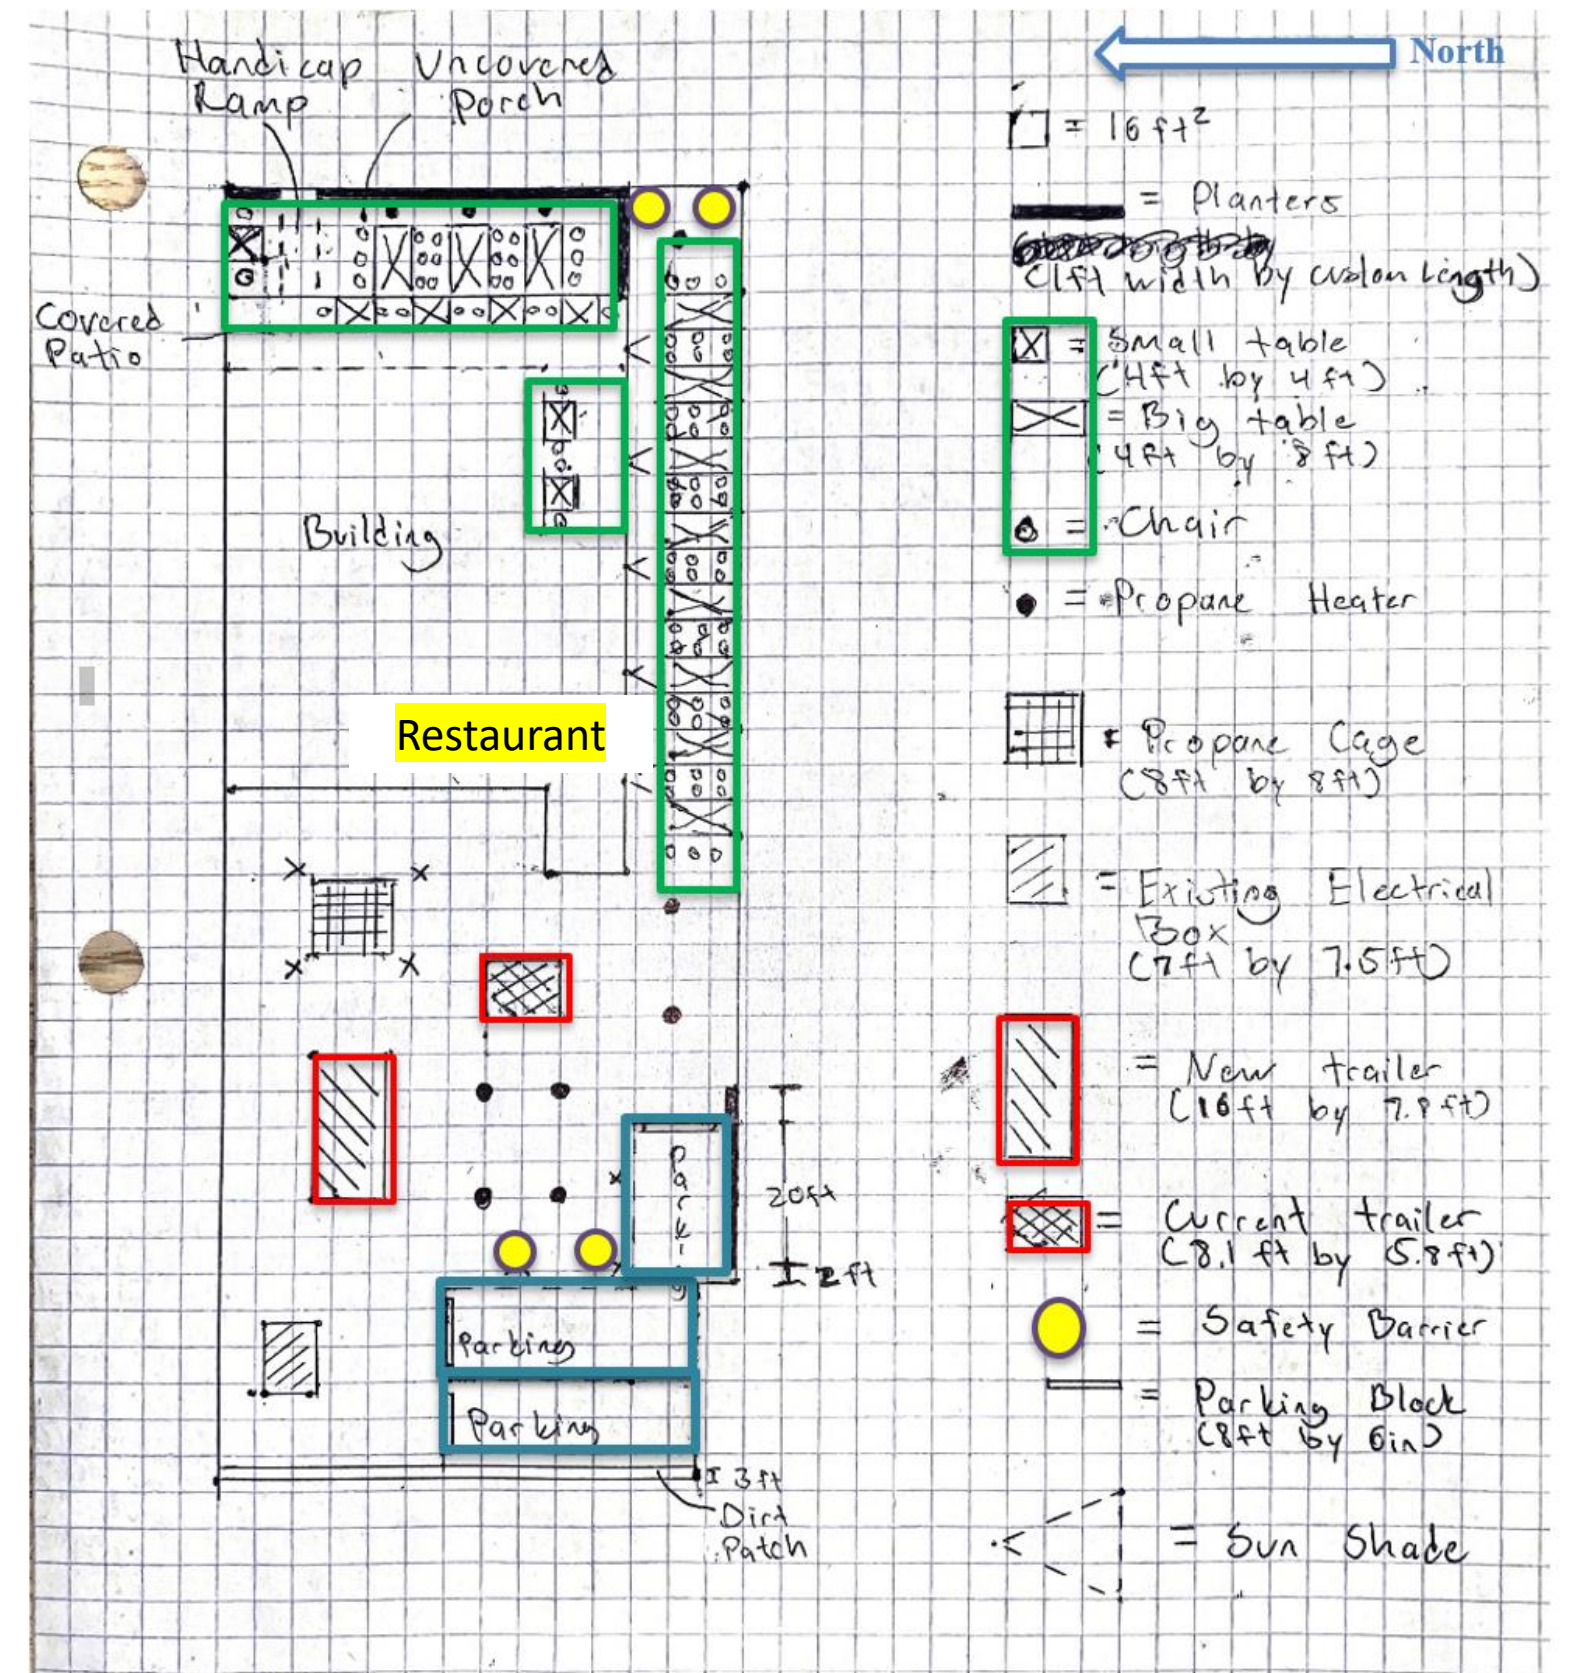 North
Handicap Ramp
Uncovered Porch
Covered
Patio
Building
Restaurant
Parking
20ft
2ft
Parking
Parking
3ft
Dirt
Patch
= 16 ft²
= Planters
(1ft width by custom length)
= Small table
(4ft by 4ft)
= Big table
(4ft by 8ft)
= Chair
= Propane Heater
= Propane Cage
(8ft by 8ft)
= Existing Electrical
Box
(7ft by 7.5ft)
= New trailer
(16ft by 7.8ft)
= Current trailer
(8.1 ft by 5.8ft)
= Safety Barrier
= Parking Block
(8ft by 6in)
= Sun Shade